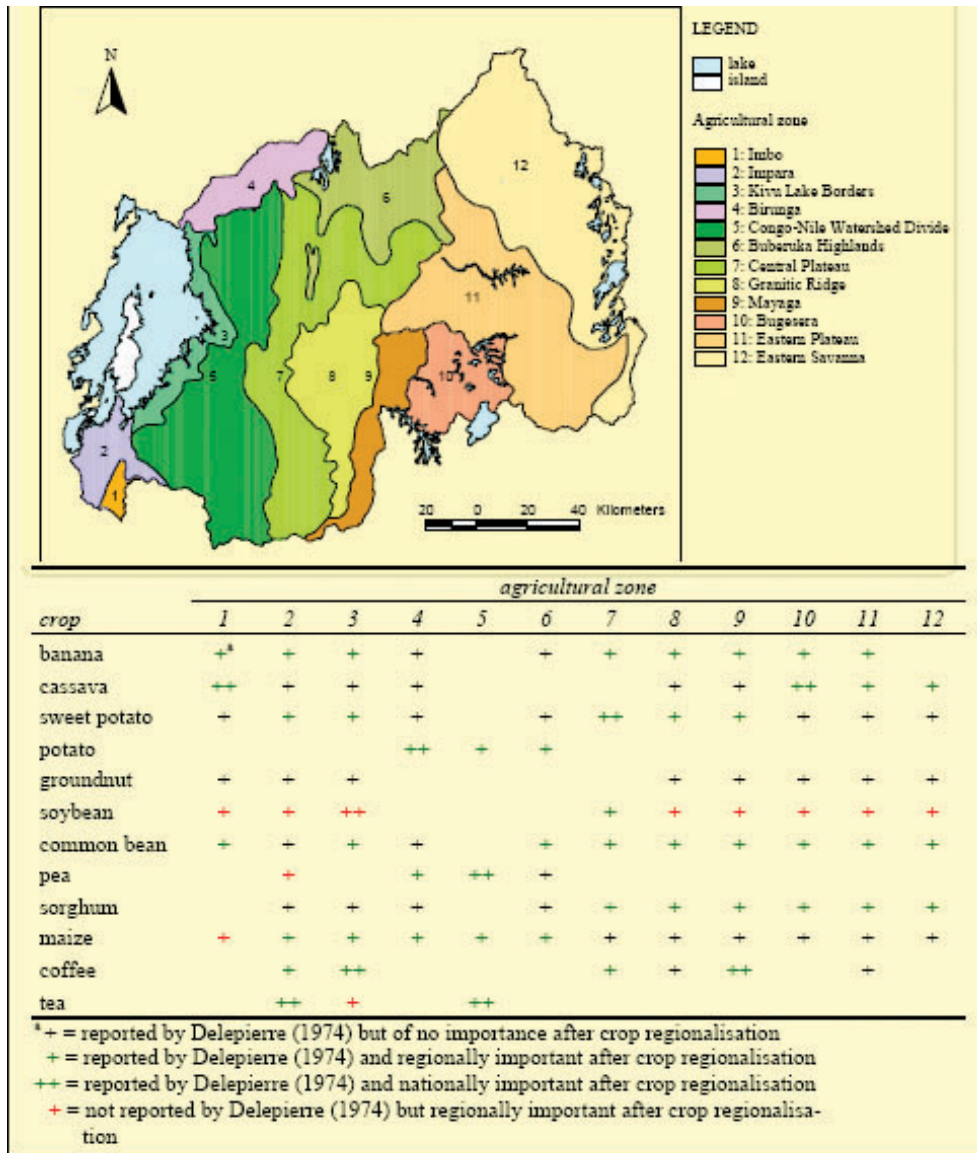 N
LEGEND
lake
island
Agricultural zone
1: Imbo
2: Impara
3: Kivu Lake Borders
4: Birunga
5: Congo-Nile Watershed Divide
6: Buberuka Highlands
7: Central Plateau
8: Granitic Ridge
9: Mayaga
10: Bugesera
11: Eastern Plateau
12: Eastern Savanna
12
4
6
11
3
5
7
8
9
10
2
1
20 0 20 40 Kilometers
agricultural zone
crop 1 2 3 4 5 6 7 8 9 10 11 12
banana +ª + + + + + + + + + +
cassava ++ + + + + + ++ + +
sweet potato + + + + + ++ + + + + +
potato ++ + +
groundnut + + + + + + + +
soybean + + ++ + + + + + +
common bean + + + + + + + + + + +
pea + + ++ +
sorghum + + + + + + + + + +
maize + + + + + + + + + + + +
coffee + ++ + + ++ +
tea ++ + ++
ª + = reported by Delepierre (1974) but of no importance after crop regionalisation
+ = reported by Delepierre (1974) and regionally important after crop regionalisation
++ = reported by Delepierre (1974) and nationally important after crop regionalisation
+ = not reported by Delepierre (1974) but regionally important after crop regionalisa-
tion